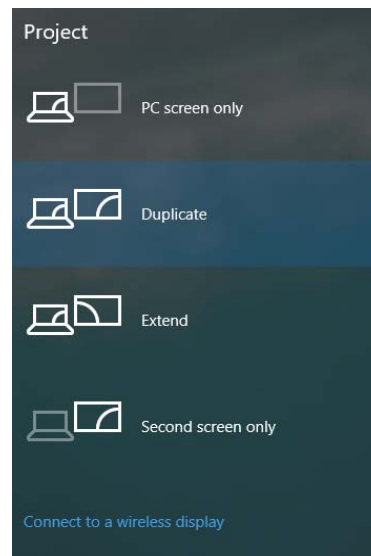 Project
PC screen only
Duplicate
Extend
Second screen only
Connect to a wireless display